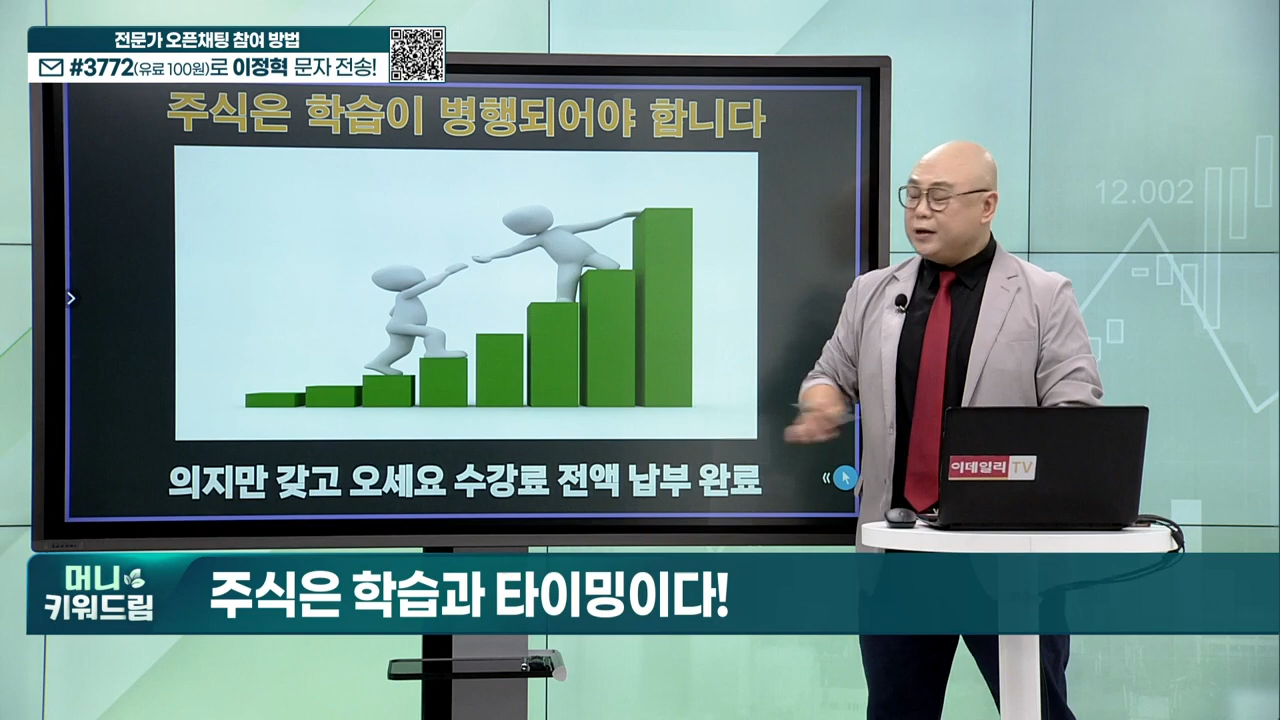 전문가 오픈채팅 참여 방법
#3772(유료 100원)로 이정혁 문자 전송!
주식은 학습이 병행되어야 합니다
12.002
의지만 갖고 오세요 수강료 전액 납부 완료
이데일리TV
머니
키워드림
주식은 학습과 타이밍이다!